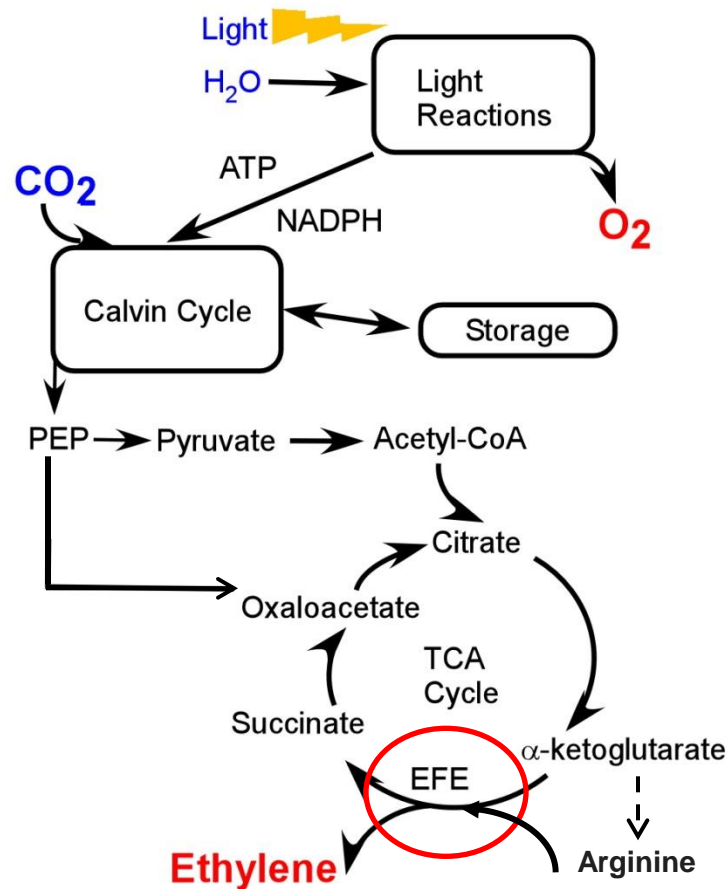 Light
H₂O
Light
Reactions
ATP
NADPH
CO₂
O₂
Calvin Cycle
Storage
PEP
Pyruvate
Acetyl-CoA
Citrate
Oxaloacetate
TCA
Cycle
Succinate
α-ketoglutarate
EFE
Ethylene
Arginine